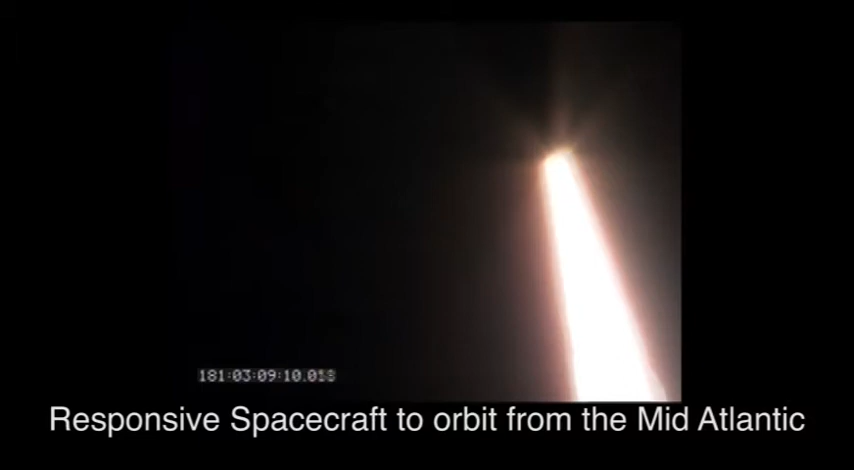 181:03:09:10.018
Responsive Spacecraft to orbit from the Mid Atlantic